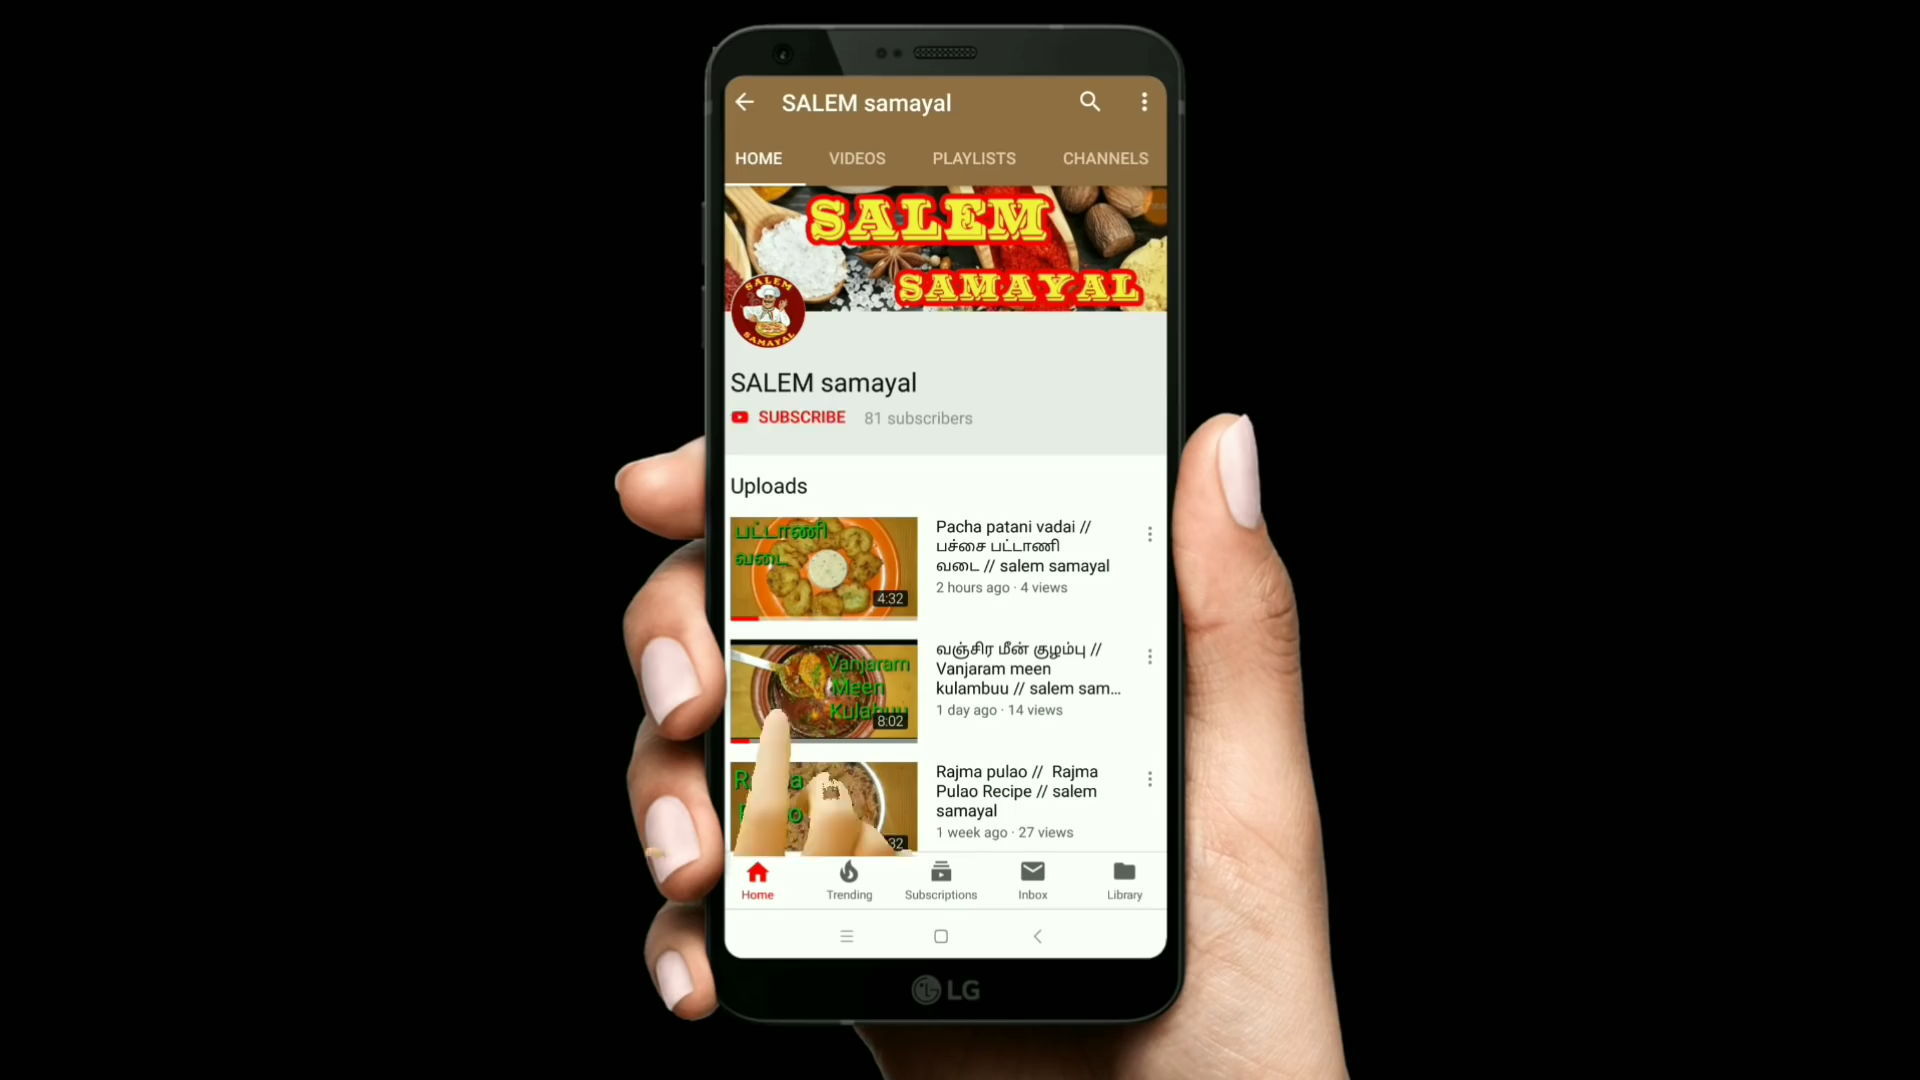 SALEM samayal
HOME VIDEOS PLAYLISTS CHANNELS
SALEM
SAMAYAL
SALEM
SAMAYAL
SALEM samayal
SUBSCRIBE 81 subscribers
Uploads
பட்டாணி
வடை
4:32
Pacha patani vadai //
பச்சை பட்டாணி
வடை // salem samayal
2 hours ago · 4 views
Vanjaram
Meen
Kulabuu
8:02
வஞ்சிர மீன் குழம்பு //
Vanjaram meen
kulambuu // salem sam...
1 day ago · 14 views
Rajma pulao // Rajma
Pulao Recipe // salem
samayal
1 week ago · 27 views
Home Trending Subscriptions Inbox Library
LG